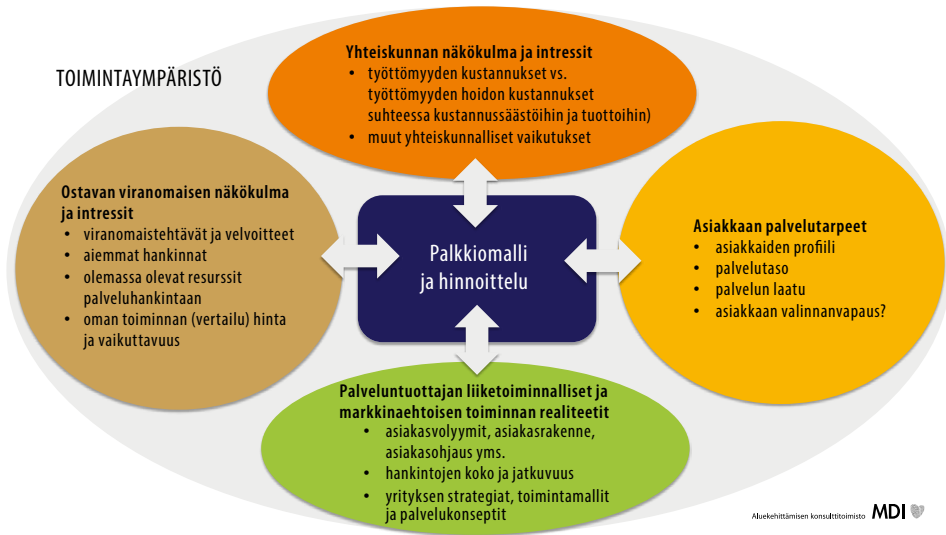 TOIMINTAYMPÄRISTÖ
Yhteiskunnan näkökulma ja intressit
• työttömyyden kustannukset vs.
työttömyyden hoidon kustannukset
suhteessa kustannussäästöihin ja tuottoihin)
• muut yhteiskunnalliset vaikutukset
Ostavan viranomaisen näkökulma
ja intressit
• viranomaistehtävät ja velvoitteet
• aiemmat hankinnat
• olemassa olevat resurssit
palveluhankintaan
• oman toiminnan (vertailu) hinta
ja vaikuttavuus
Palkkiomalli
ja hinnoittelu
Asiakkaan palvelutarpeet
• asiakkaiden profiili
• palvelutaso
• palvelun laatu
• asiakkaan valinnanvapaus?
Palveluntuottajan liiketoiminnalliset ja
markkinaehtoisen toiminnan realiteetit
• asiakasvolyymit, asiakasrakenne,
asiakasohjaus yms.
• hankintojen koko ja jatkuvuus
• yrityksen strategiat, toimintamallit
ja palvelukonseptit
Aluekehittämisen konsulttitoimisto MDI